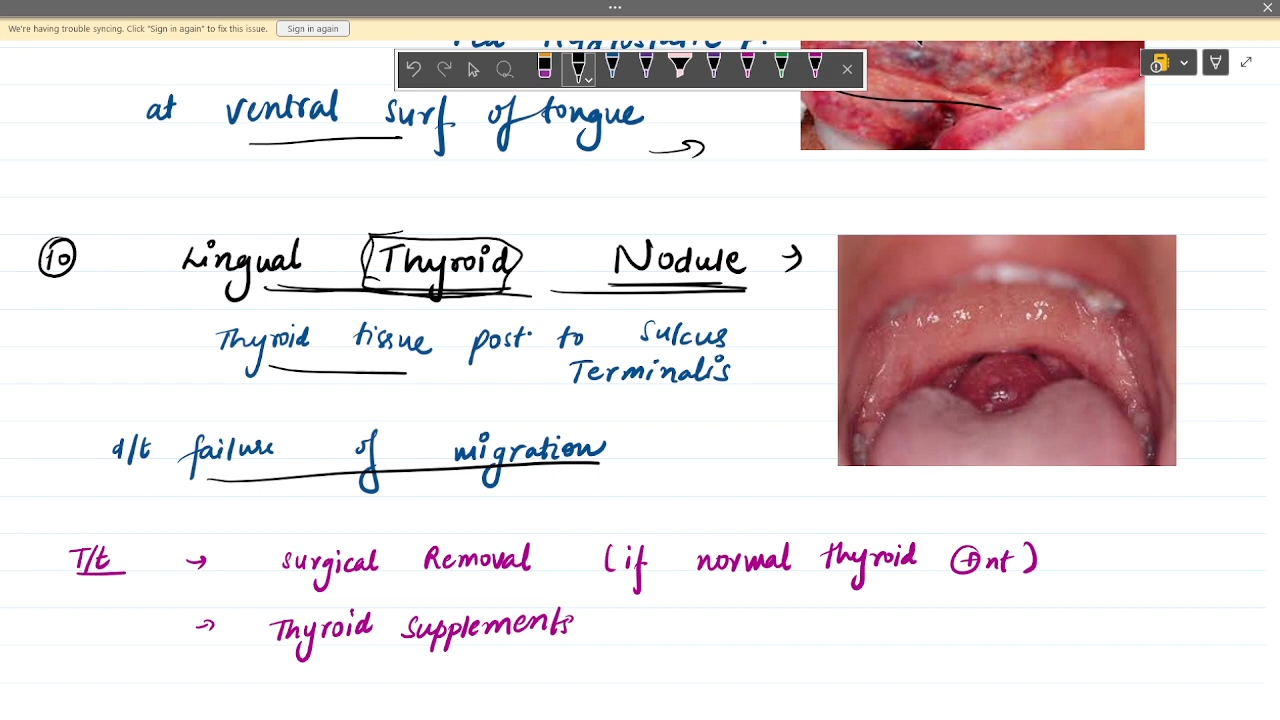 We're having trouble syncing. Click "Sign in again" to fix this issue. Sign in again
at ventral surf of tongue
10 Lingual Thyroid Nodule →
Thyroid tissue post. to sulcus
Terminalis
d/t failure of migration
T/t → surgical Removal (if normal thyroid ⊕nt)
→ Thyroid supplements